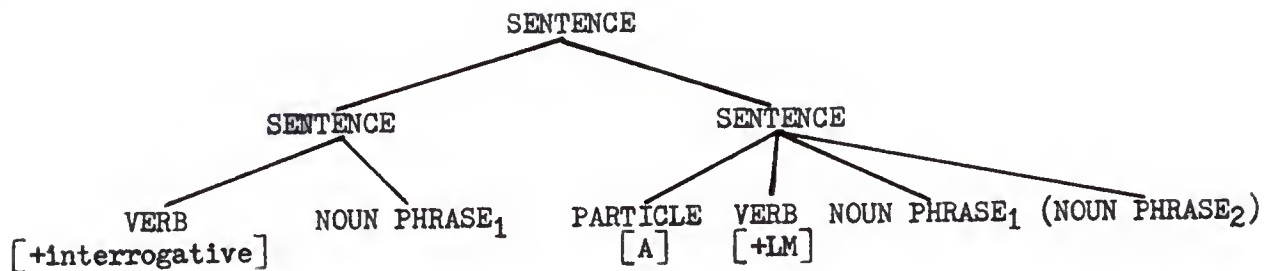 SENTENCE
SENTENCE SENTENCE
VERB NOUN PHRASE₁ PARTICLE VERB NOUN PHRASE₁ (NOUN PHRASE₂)
[+interrogative] [A] [+LM]